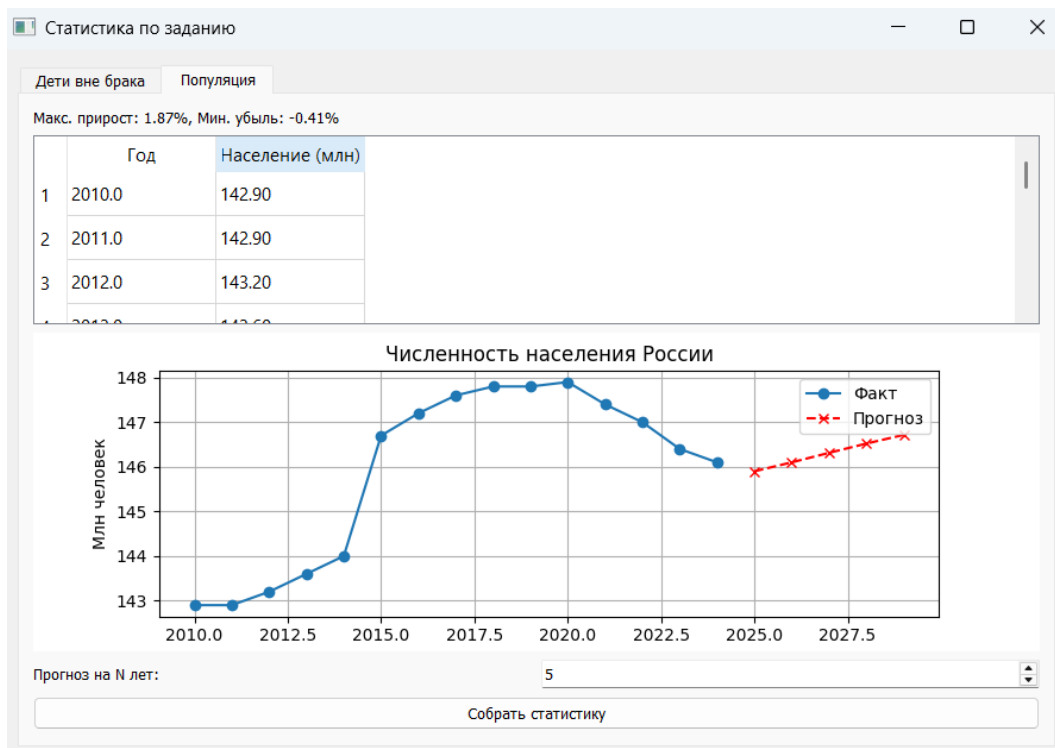 Статистика по заданию
Дети вне брака Популяция
Макс. прирост: 1.87%, Мин. убыль: -0.41%
Год Население (млн)
1 2010.0 142.90
2 2011.0 142.90
3 2012.0 143.20
Численность населения России
148
147
146
145
144
143
Млн человек
Факт
Прогноз
2010.0 2012.5 2015.0 2017.5 2020.0 2022.5 2025.0 2027.5
Прогноз на N лет: 5
Собрать статистику